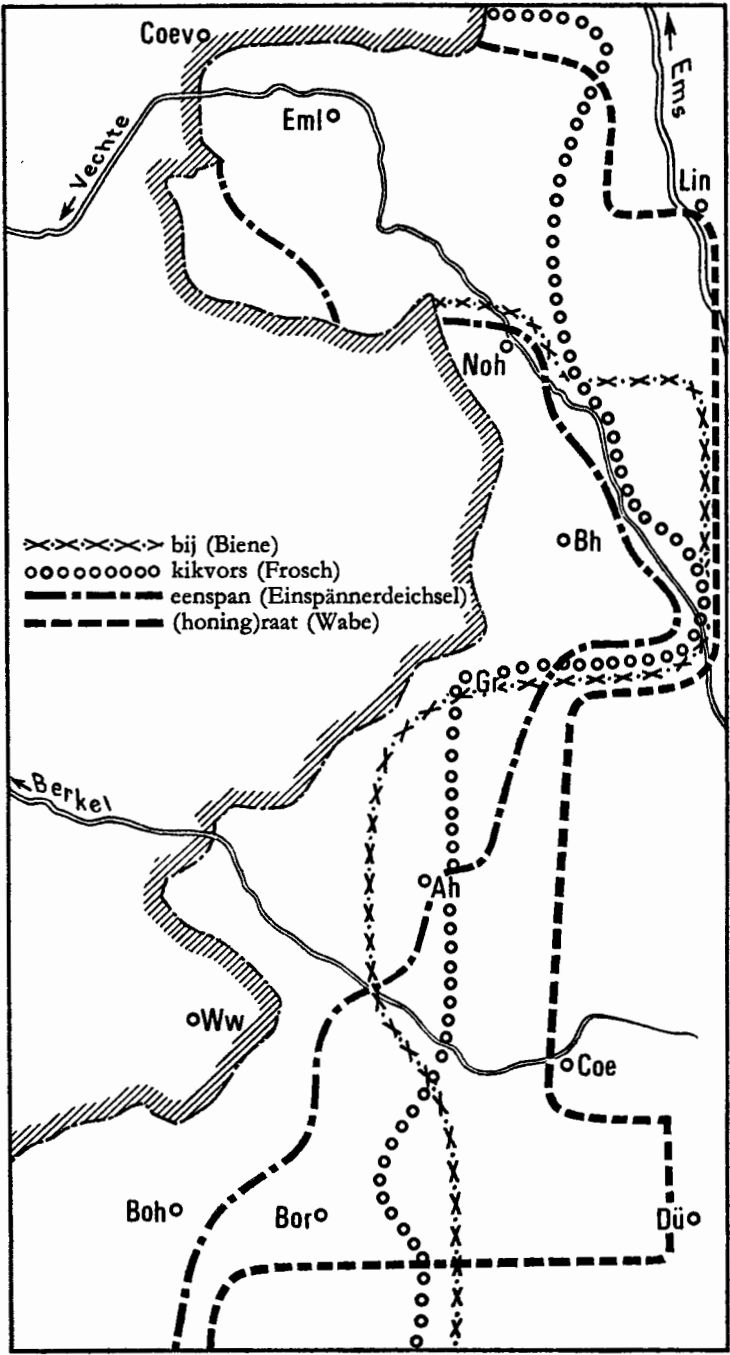 Coev
Ems
Eml
Vechte
Lin
Noh
Bh
bij (Biene)
kikvors (Frosch)
eenspan (Einspännerdeichsel)
(honing)raat (Wabe)
Gr
Berkel
Ah
Ww
Coe
Boh
Bor
Dü